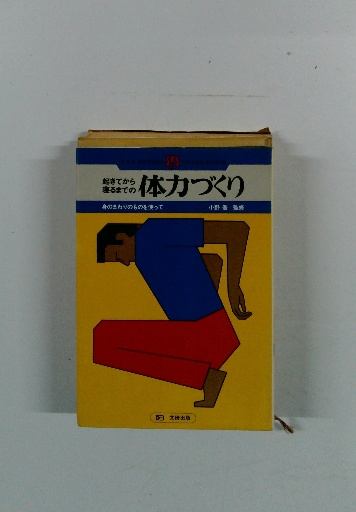 起きてから
寝るまでの
体力づくり
身のまわりのものを使って
小野 監修
文研出版